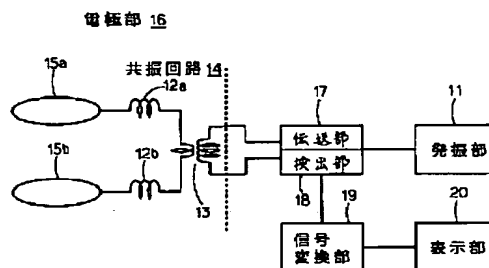 電極部 16
15a
共振回路 14
12a
17
11
伝送部
検出部
発振部
15b
12b
13
18
19
20
信号
変換部
表示部